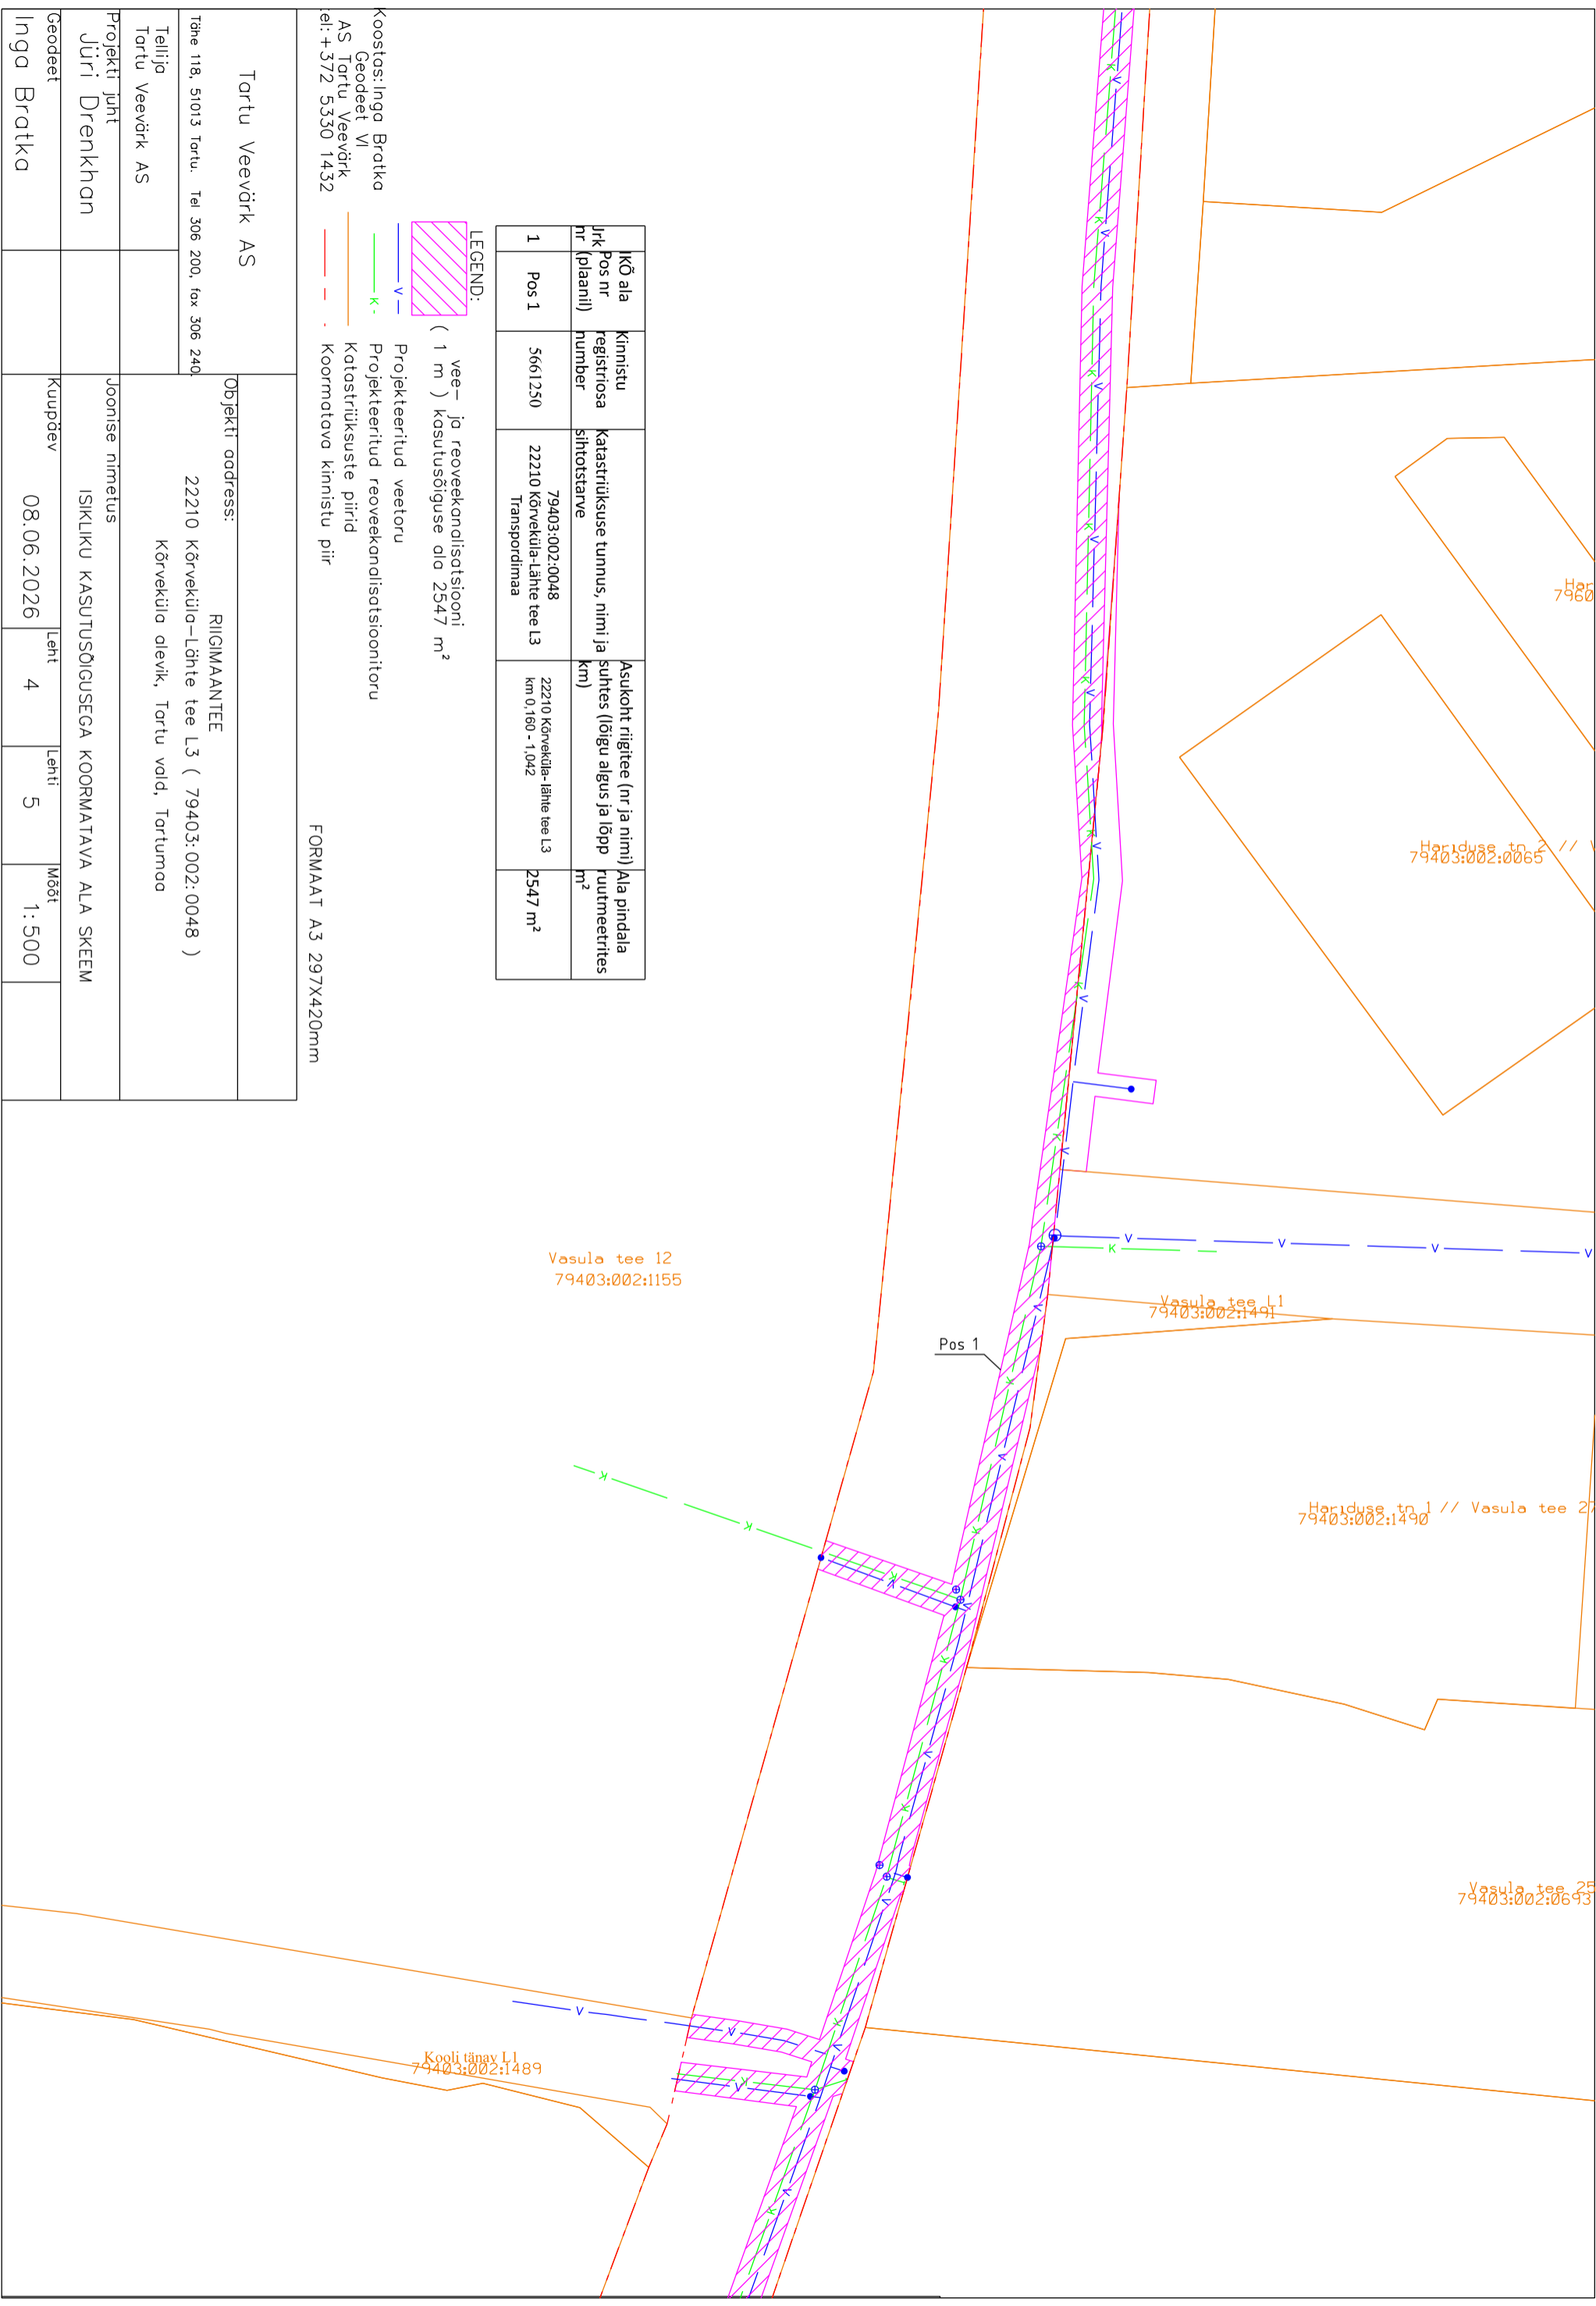 Vasula tee 12
79403:002:1155
Pos 1
Hariduse tn 2 //
79403:002:0065
Har
7960
Vasula tee L1
79403:002:1491
Hariduse tn 1 // Vasula tee 27
79403:002:1490
Vasula tee 25
79403:002:0693
Kooli tänav L1
79403:002:1489
Jrk nr
IKÕ ala Pos nr (plaanil)
Kinnistu registriosa number
Katastriüksuse tunnus, nimi ja sihtotstarve
Asukoht riigitee (nr ja nimi) suhtes (lõigu algus ja lõpp km)
Ala pindala ruutmeetrites m²
1
Pos 1
5661250
79403:002:0048
22210 Kõrveküla-Lähte tee L3
Transpordimaa
22210 Kõrveküla- lähte tee L3
km 0,160 - 1,042
2547 m²
LEGEND:
vee- ja reoveekanalisatsiooni
( 1 m ) kasutusõiguse ala 2547 m²
Projekteeritud veetoru
Projekteeritud reoveekanalisatsioonitoru
Katastriüksuste piirid
Koormatava kinnistu piir
Koostas:Inga Bratka
Geodeet VI
AS Tartu Veevärk
el:+372 5330 1432
FORMAAT A3 297X420mm
Tartu Veevärk AS
Tähe 118, 51013 Tartu. Tel 306 200, fax 306 240.
Tellija
Tartu Veevärk AS
Projekti juht
Jüri Drenkhan
Geodeet
Inga Bratka
Objekti aadress:
RIIGIMAANTEE
22210 Kõrveküla-Lähte tee L3 ( 79403:002:0048 )
Kõrveküla alevik, Tartu vald, Tartumaa
Joonise nimetus
ISIKLIKU KASUTUSÕIGUSEGA KOORMATAVA ALA SKEEM
Kuupäev
08.06.2026
Leht
4
Lehti
5
Mõõt
1:500